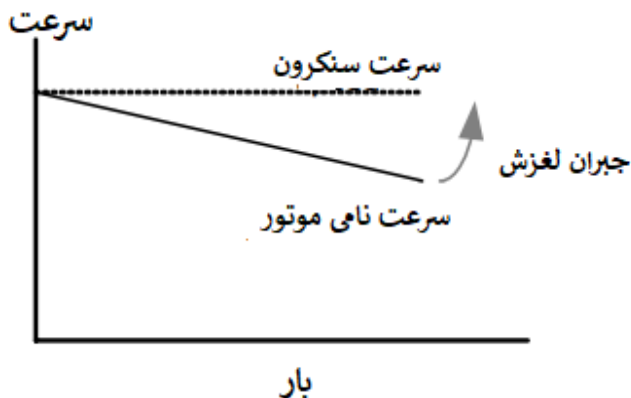 سرعت
سرعت سنکرون
جبران لغزش
سرعت نامی موتور
بار